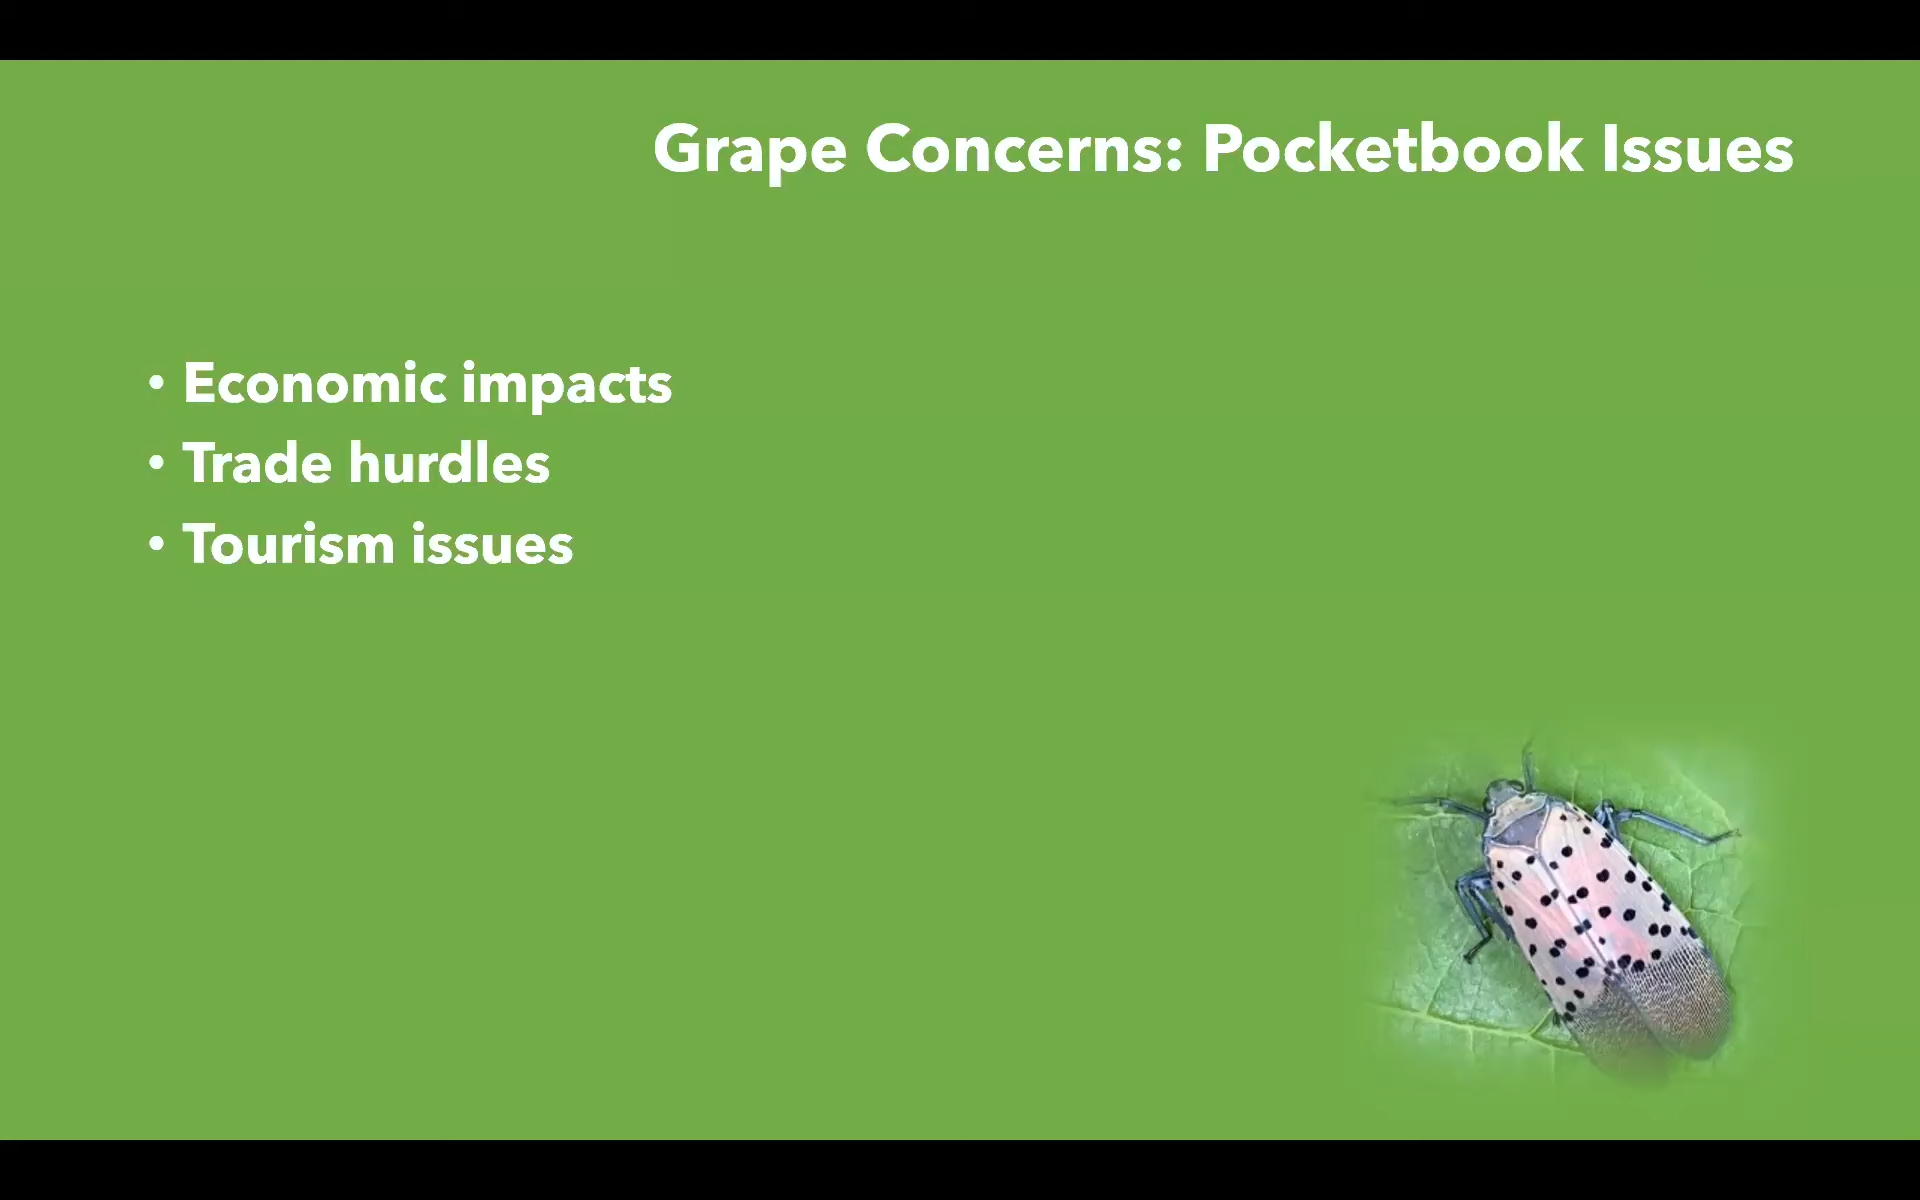 Grape Concerns: Pocketbook Issues
• Economic impacts
• Trade hurdles
• Tourism issues